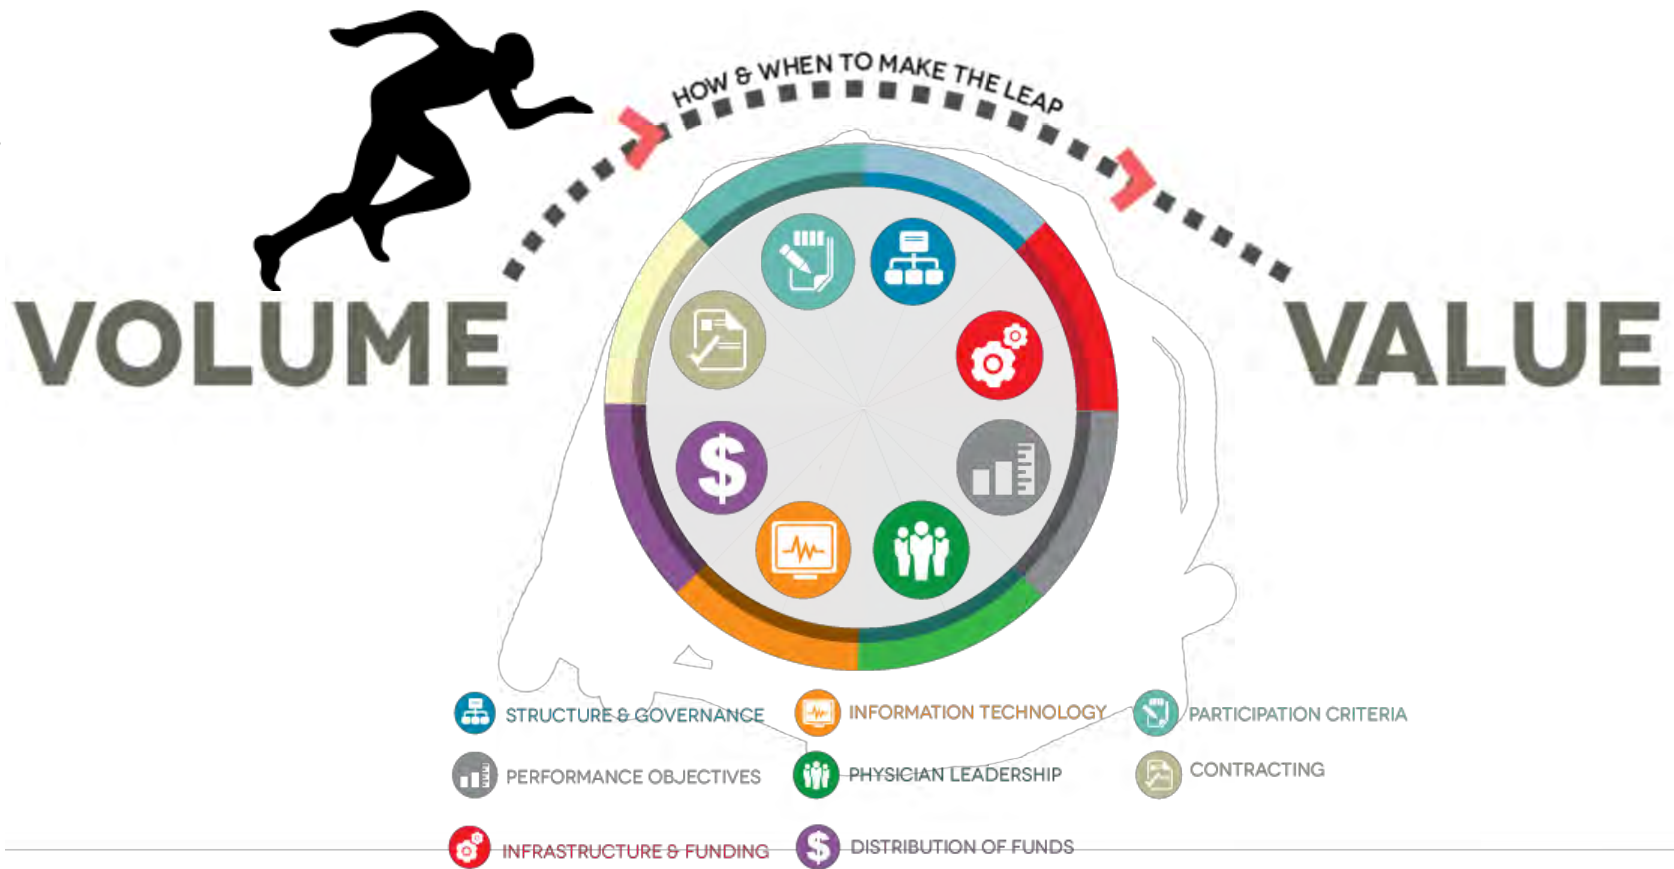 HOW & WHEN TO MAKE THE LEAP
VOLUME
VALUE
$
STRUCTURE & GOVERNANCE
INFORMATION TECHNOLOGY
PARTICIPATION CRITERIA
PERFORMANCE OBJECTIVES
PHYSICIAN LEADERSHIP
CONTRACTING
INFRASTRUCTURE & FUNDING
$ DISTRIBUTION OF FUNDS